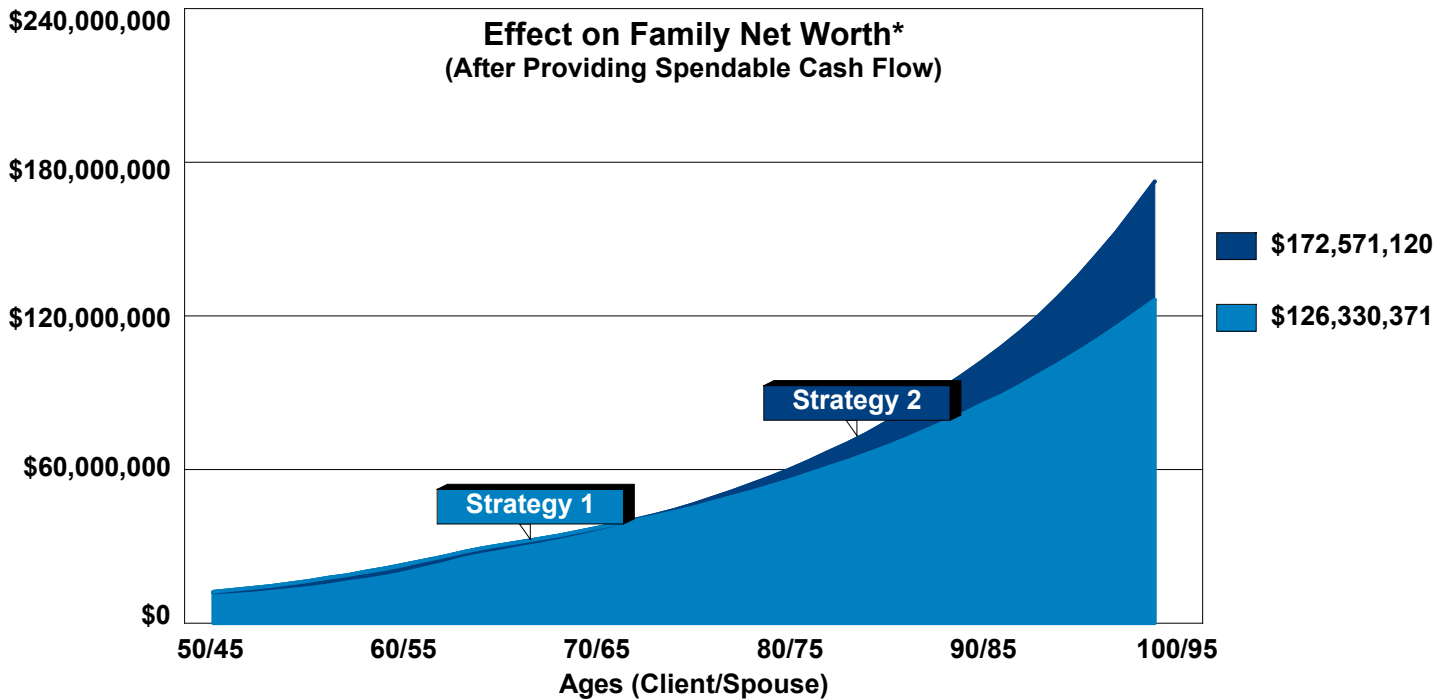 Effect on Family Net Worth*
(After Providing Spendable Cash Flow)
$240,000,000
$180,000,000
$120,000,000
$60,000,000
$0
Strategy 1
Strategy 2
$172,571,120
$126,330,371
50/45 60/55 70/65 80/75 90/85 100/95
Ages (Client/Spouse)